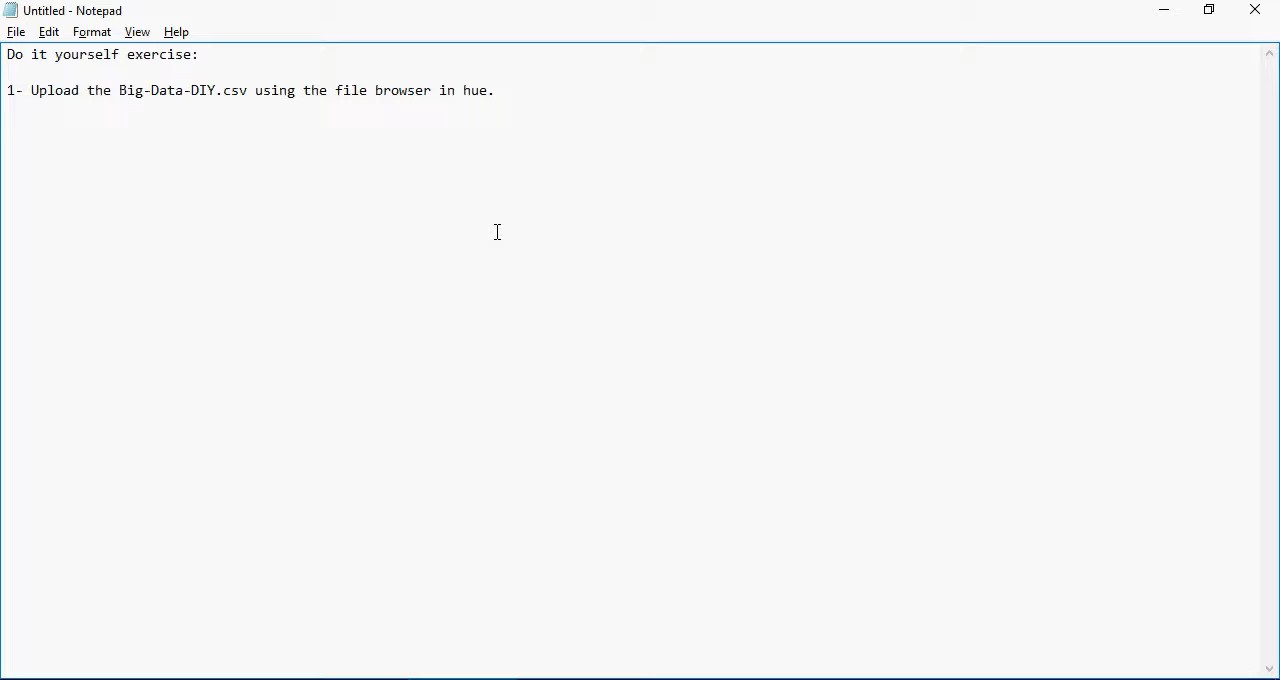 Untitled - Notepad
File Edit Format View Help
Do it yourself exercise:
1- Upload the Big-Data-DIY.csv using the file browser in hue.